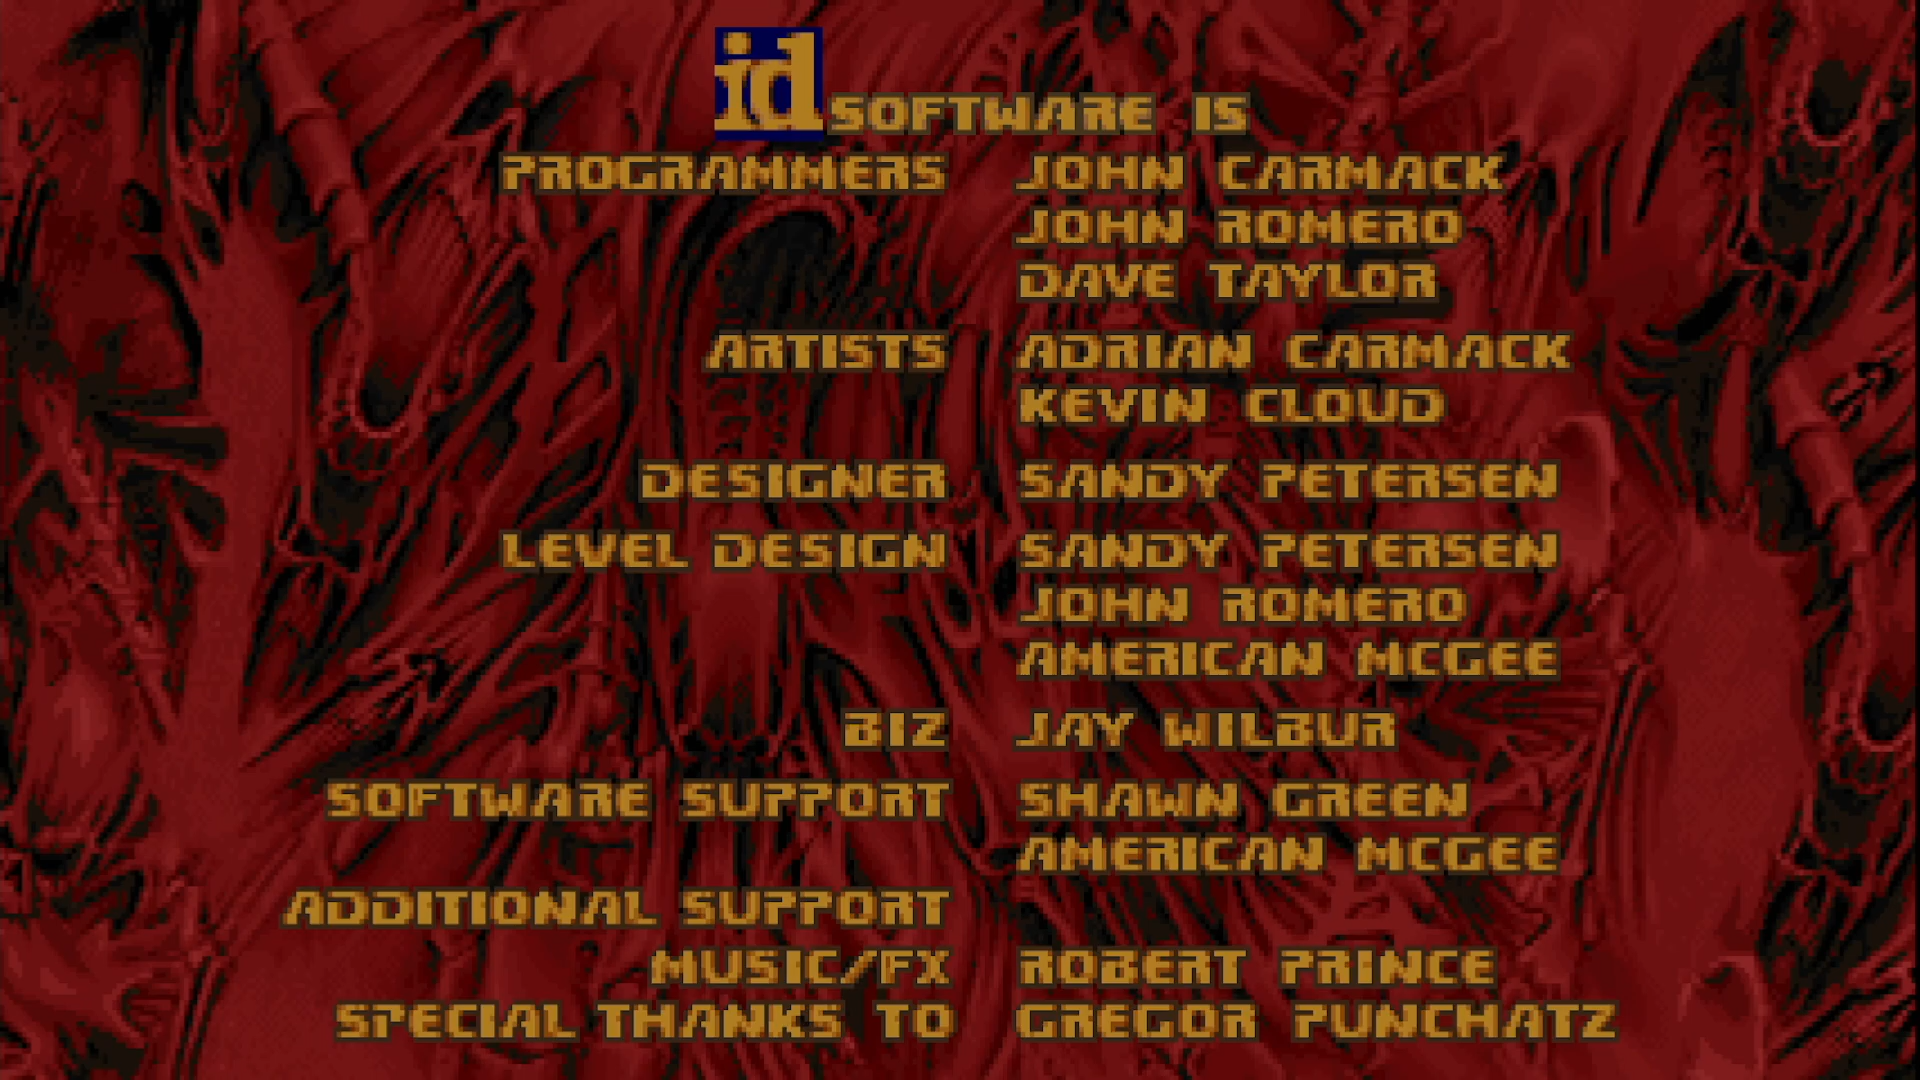 id SOFTWARE IS
PROGRAMMERS JOHN CARMACK
JOHN ROMERO
DAVE TAYLOR
ARTISTS ADRIAN CARMACK
KEVIN CLOUD
DESIGNER SANDY PETERSEN
LEVEL DESIGN SANDY PETERSEN
JOHN ROMERO
AMERICAN MCGEE
BIZ JAY WILBUR
SOFTWARE SUPPORT SHAWN GREEN
AMERICAN MCGEE
ADDITIONAL SUPPORT
MUSIC/FX ROBERT PRINCE
SPECIAL THANKS TO GREGOR PUNCHATZ